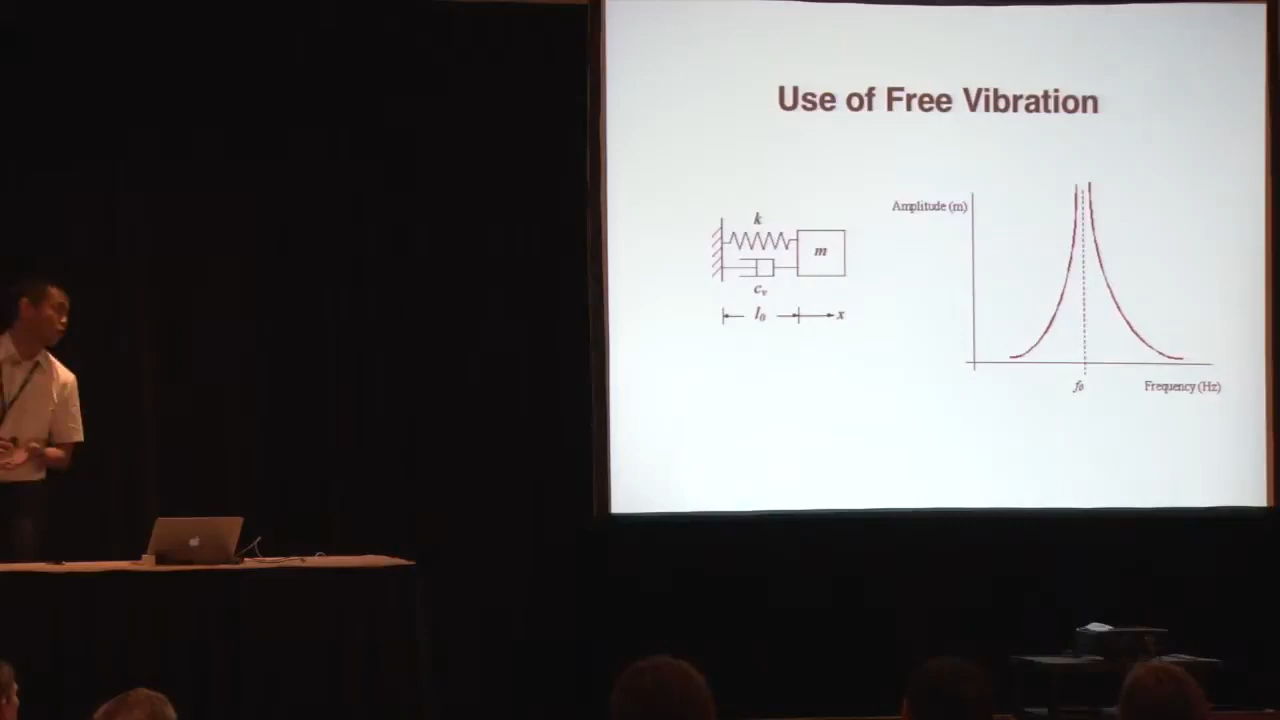 Use of Free Vibration
k
m
c_v
l_0
x
Amplitude (m)
f_0
Frequency (Hz)